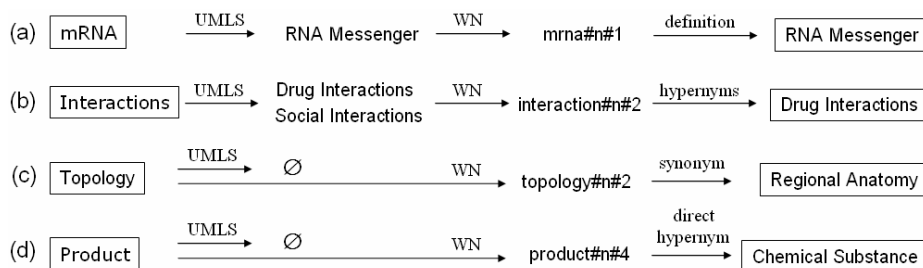 (a) mRNA UMLS RNA Messenger WN mrna#n#1 definition RNA Messenger
(b) Interactions UMLS Drug Interactions Social Interactions WN interaction#n#2 hypernyms Drug Interactions
(c) Topology UMLS ∅ WN topology#n#2 synonym Regional Anatomy
(d) Product UMLS ∅ WN product#n#4 direct hypernym Chemical Substance